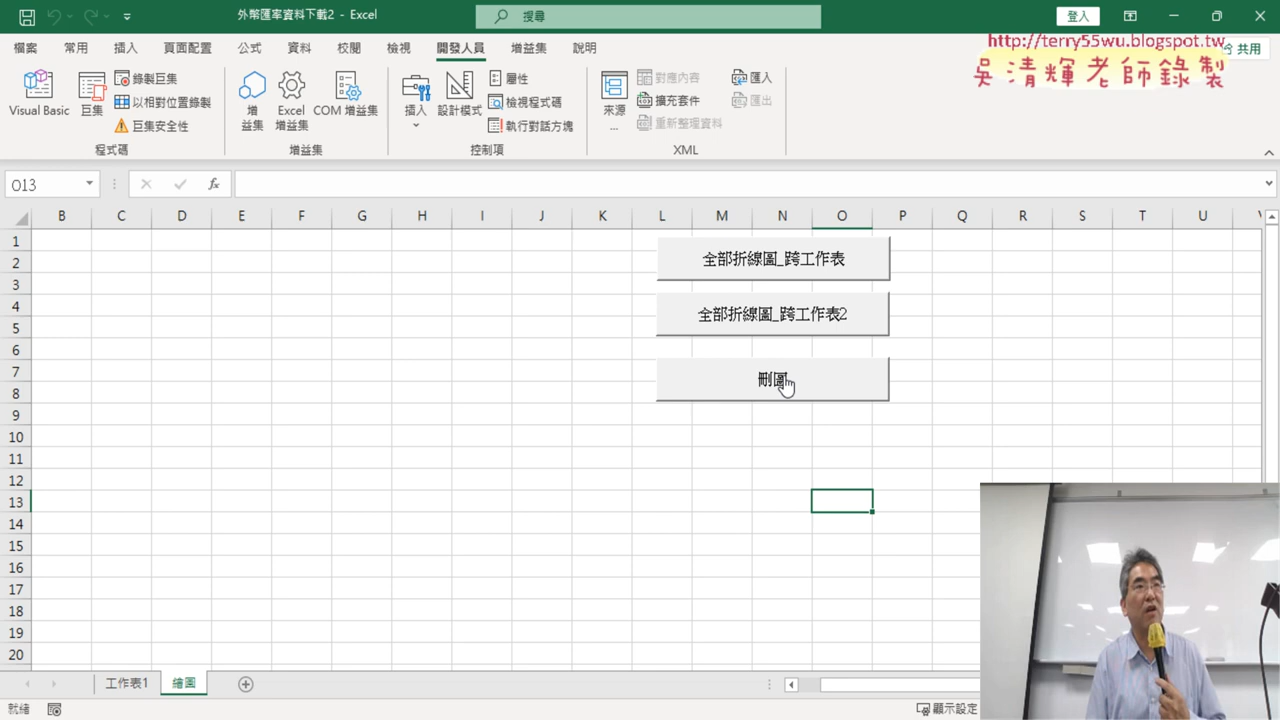 外幣匯率資料下載2 - Excel
搜尋
登入
檔案 常用 插入 頁面配置 公式 資料 校閱 檢視 開發人員 增益集 說明
共用
http://terry55wu.blogspot.tw
吳清輝老師錄製
Visual Basic
巨集
錄製巨集
以相對位置錄製
巨集安全性
程式碼
增
益集
Excel
增益集
COM 增益集
增益集
插入
設計模式
屬性
檢視程式碼
執行對話方塊
控制項
來源
...
對應內容
擴充套件
重新整理資料
匯入
匯出
XML
O13
fx
B C D E F G H I J K L M N O P Q R S T U
1
2
3
4
5
6
7
8
9
10
11
12
13
14
15
16
17
18
19
20
全部折線圖_跨工作表
全部折線圖_跨工作表2
刪圖
工作表1 繪圖
就緒
顯示設定